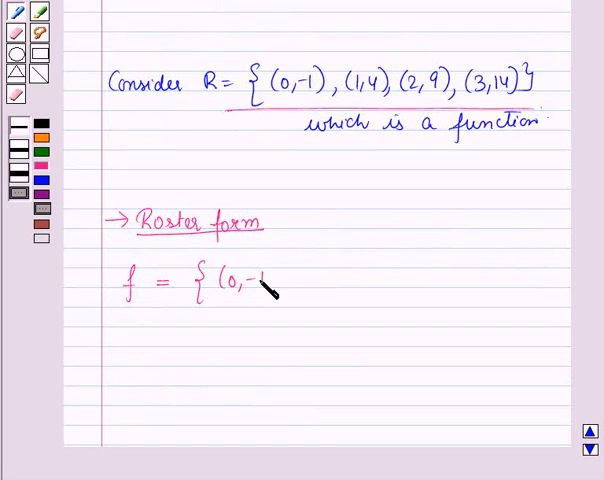 Consider R = { (0,-1), (1,4), (2,9), (3,14)}
which is a function.
→ Roster form
f = { (0,-1